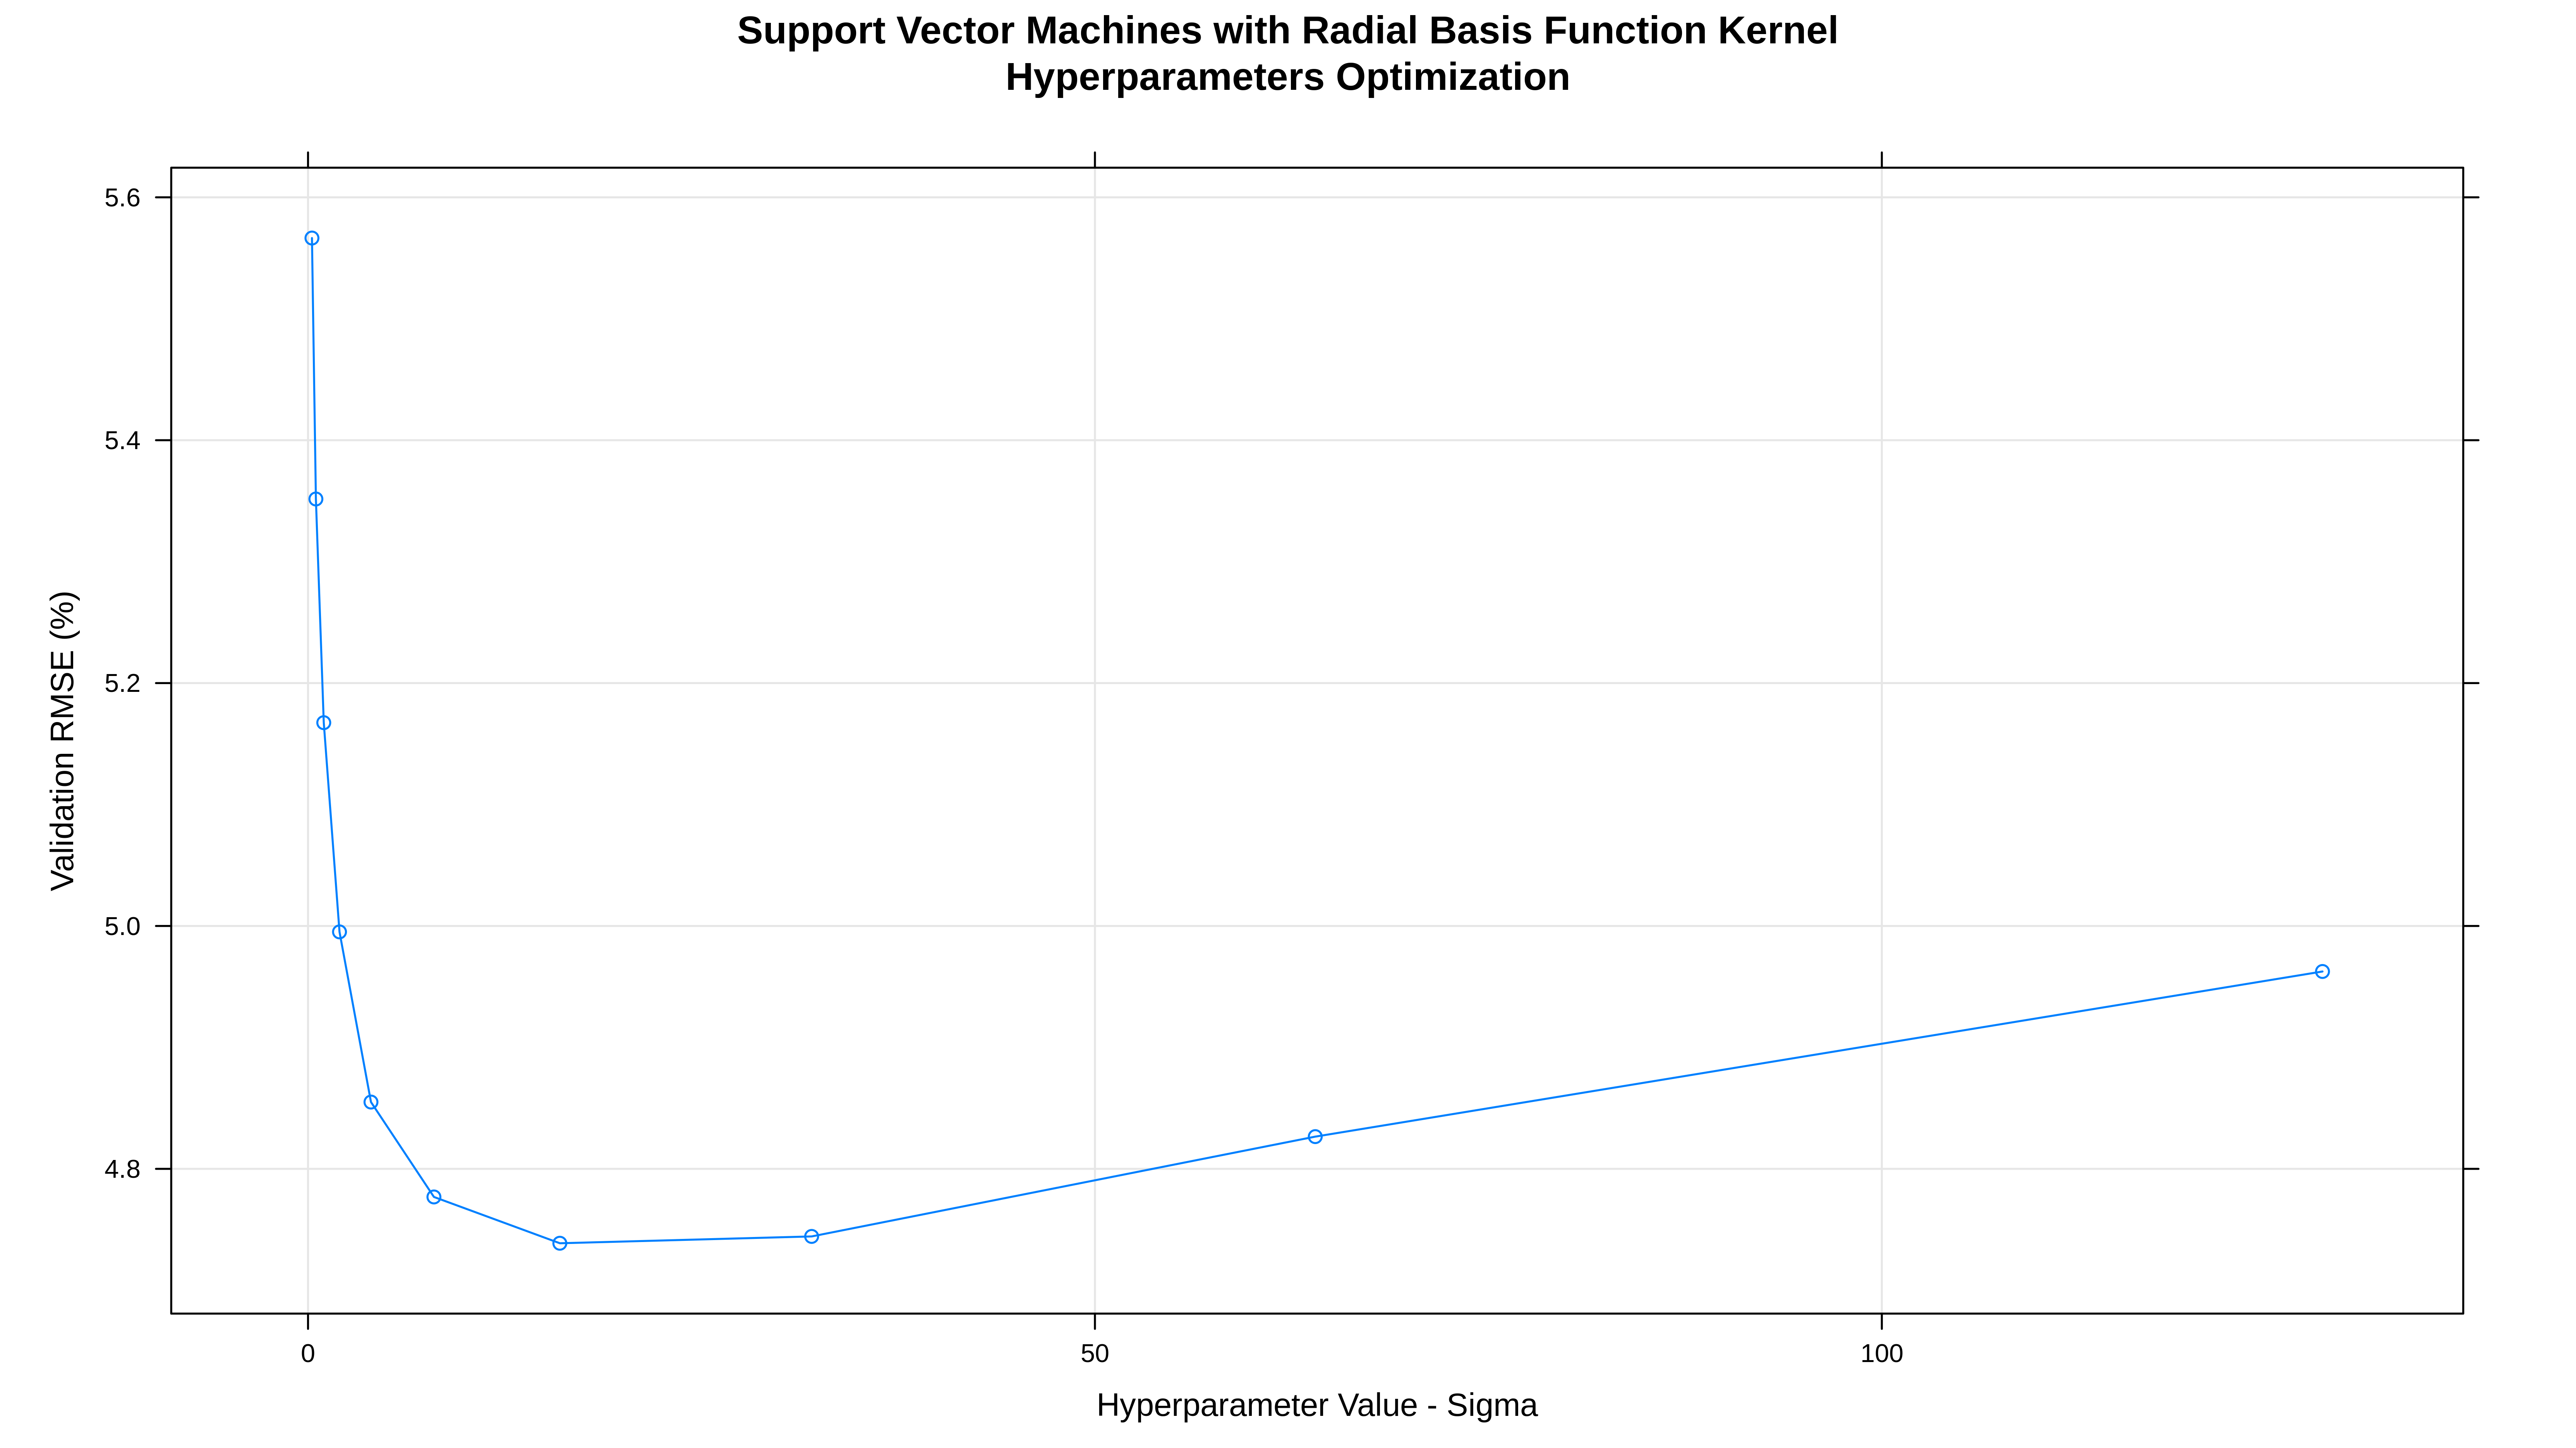 Support Vector Machines with Radial Basis Function Kernel
Hyperparameters Optimization
5.6
5.4
5.2
5.0
4.8
Validation RMSE (%)
0
50
100
Hyperparameter Value - Sigma